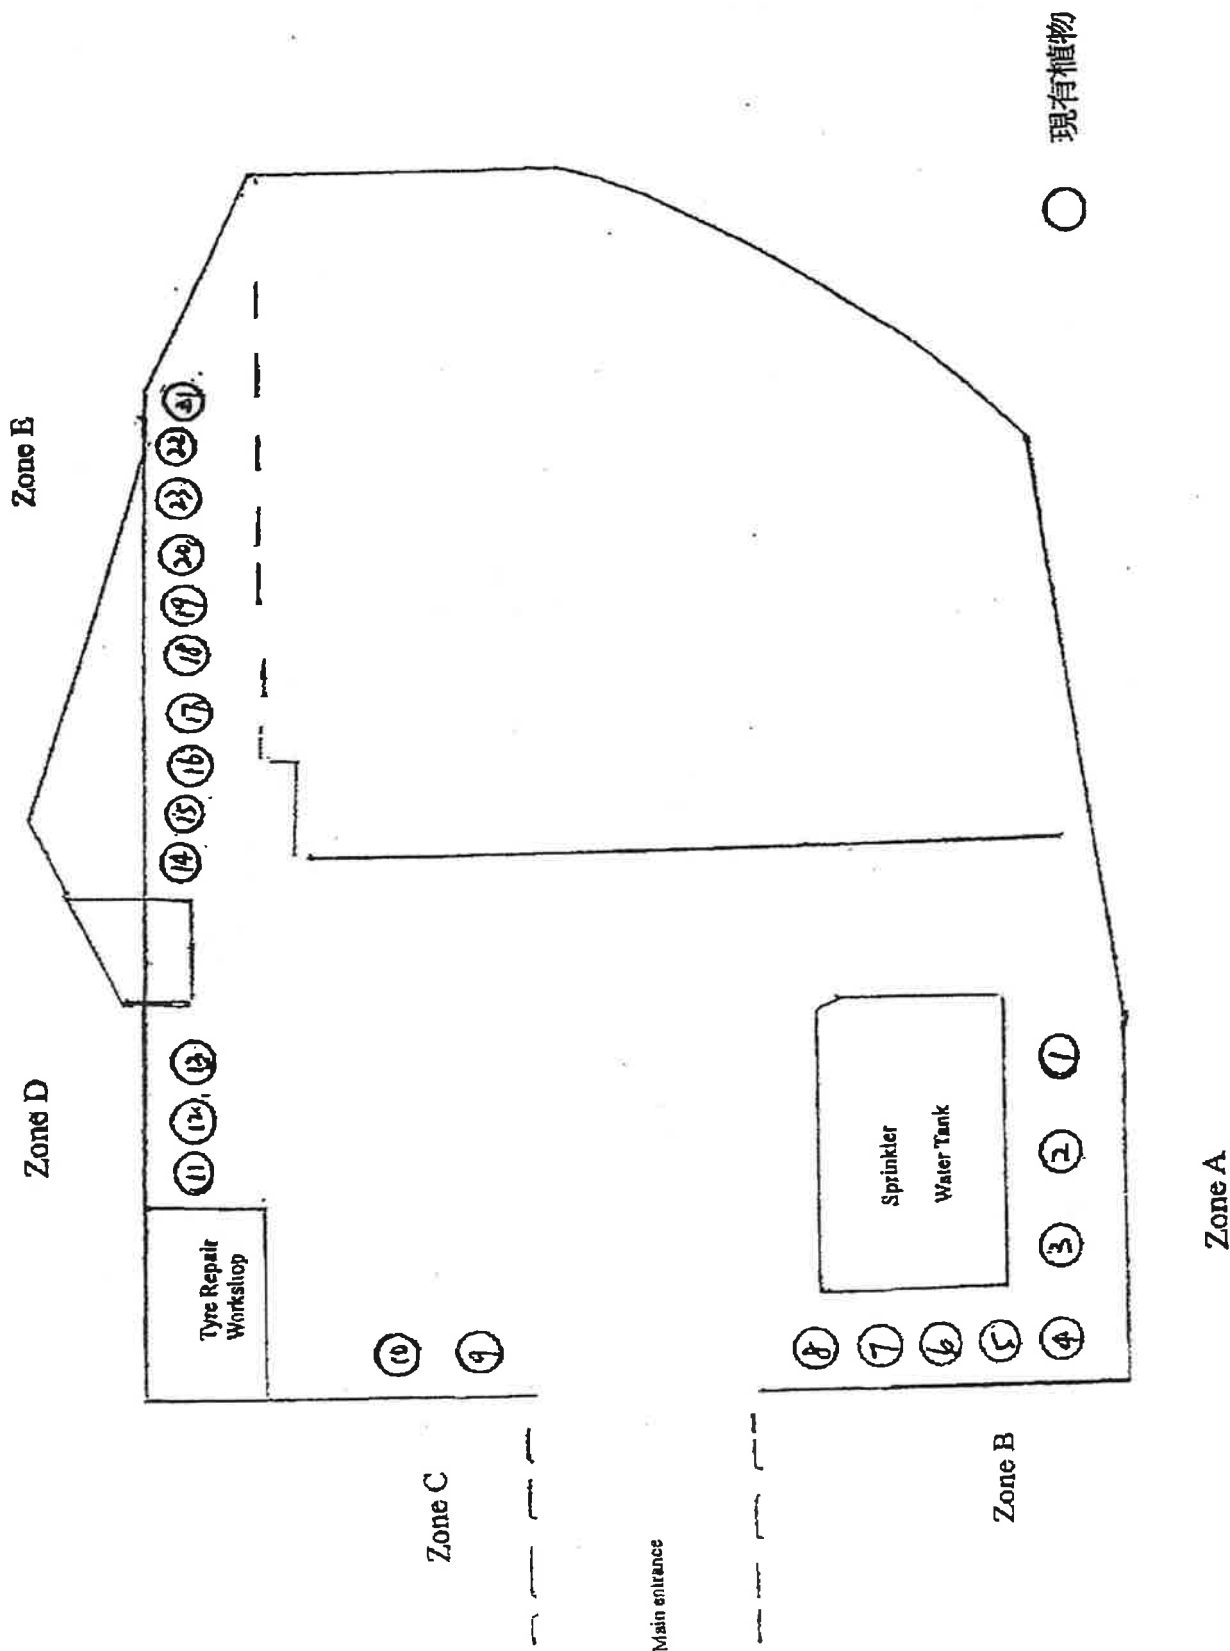 Zone D
Zone E
11 12 13 14 15 16 17 18 19 20 23 22 21
Tyre Repair
Workshop
10
Zone C
9
Main entrance
8
7
Sprinkler
Water Tank
6
5
Zone B
4 3 2 1
現有植物
Zone A